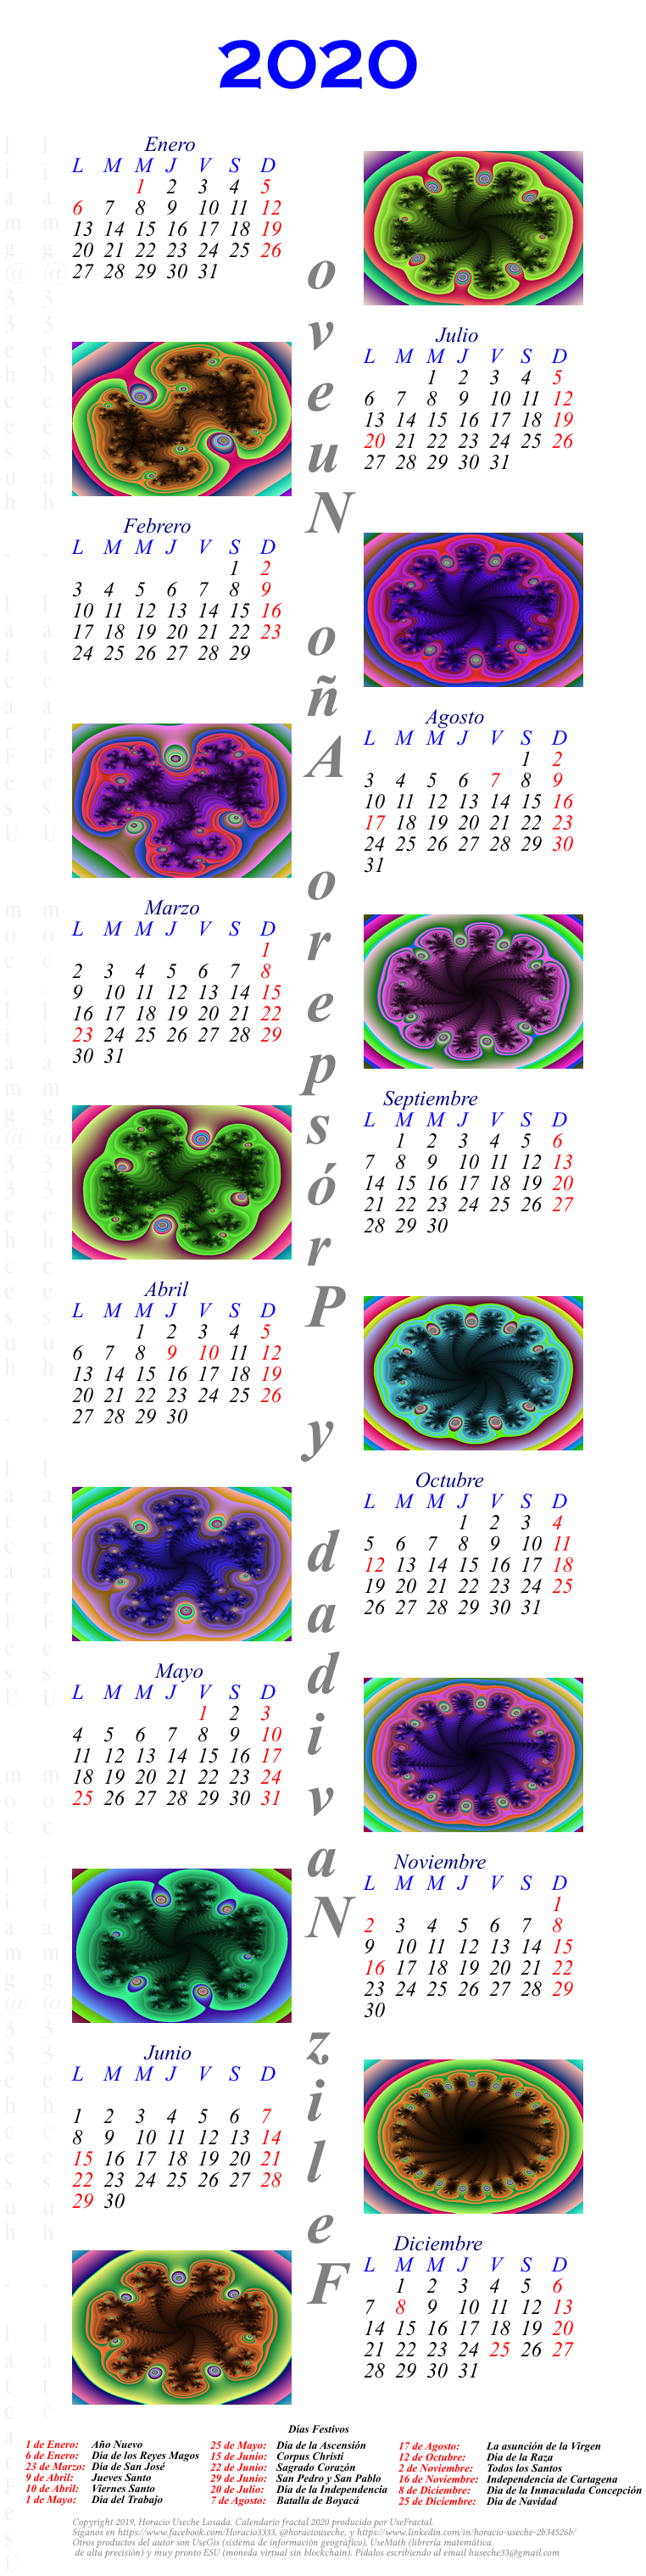 2020
Enero
L M M J V S D
1 2 3 4 5
6 7 8 9 10 11 12
13 14 15 16 17 18 19
20 21 22 23 24 25 26
27 28 29 30 31
Febrero
L M M J V S D
1 2
3 4 5 6 7 8 9
10 11 12 13 14 15 16
17 18 19 20 21 22 23
24 25 26 27 28 29
Marzo
L M M J V S D
1
2 3 4 5 6 7 8
9 10 11 12 13 14 15
16 17 18 19 20 21 22
23 24 25 26 27 28 29
30 31
Abril
L M M J V S D
1 2 3 4 5
6 7 8 9 10 11 12
13 14 15 16 17 18 19
20 21 22 23 24 25 26
27 28 29 30
Mayo
L M M J V S D
1 2 3
4 5 6 7 8 9 10
11 12 13 14 15 16 17
18 19 20 21 22 23 24
25 26 27 28 29 30 31
Junio
L M M J V S D
1 2 3 4 5 6 7
8 9 10 11 12 13 14
15 16 17 18 19 20 21
22 23 24 25 26 27 28
29 30
Feliz Navidad y Próspero Año Nuevo
Julio
L M M J V S D
1 2 3 4 5
6 7 8 9 10 11 12
13 14 15 16 17 18 19
20 21 22 23 24 25 26
27 28 29 30 31
Agosto
L M M J V S D
1 2
3 4 5 6 7 8 9
10 11 12 13 14 15 16
17 18 19 20 21 22 23
24 25 26 27 28 29 30
31
Septiembre
L M M J V S D
1 2 3 4 5 6
7 8 9 10 11 12 13
14 15 16 17 18 19 20
21 22 23 24 25 26 27
28 29 30
Octubre
L M M J V S D
1 2 3 4
5 6 7 8 9 10 11
12 13 14 15 16 17 18
19 20 21 22 23 24 25
26 27 28 29 30 31
Noviembre
L M M J V S D
1
2 3 4 5 6 7 8
9 10 11 12 13 14 15
16 17 18 19 20 21 22
23 24 25 26 27 28 29
30
Diciembre
L M M J V S D
1 2 3 4 5 6
7 8 9 10 11 12 13
14 15 16 17 18 19 20
21 22 23 24 25 26 27
28 29 30 31
Dias Festivos
1 de Enero: Año Nuevo
6 de Enero: Dia de los Reyes Magos
23 de Marzo: Dia de San José
9 de Abril: Jueves Santo
10 de Abril: Viernes Santo
1 de Mayo: Día del Trabajo
25 de Mayo: Dia de la Ascensión
15 de Junio: Corpus Christi
22 de Junio: Sagrado Corazón
29 de Junio: San Pedro y San Pablo
20 de Julio: Dia de la Independencia
7 de Agosto: Batalla de Boyacá
17 de Agosto: La asunción de la Virgen
12 de Octubre: Dia de la Raza
2 de Noviembre: Todos los Santos
16 de Noviembre: Independencia de Cartagena
8 de Diciembre: Día de la Inmaculada Concepción
25 de Diciembre: Día de Navidad
Copyright 2019, Horacio Useche Losada. Calendario fractal 2020 producido por UseFractal.
Síganos en https://www.facebook.com/Horacio3333, @horaciouseche, y https://www.linkedin.com/in/horacio-useche-2b34526b/
Otros productos del autor son UseGis (sistema de información geográfico), UseMath (librería matemática
de alta precisión) y muy pronto ESU (moneda virtual sin blockchain). Pídalos escribiendo al email huseche33@gmail.com
UseFractal - huseche33@gmail.com
UseFractal - huseche33@gmail.com